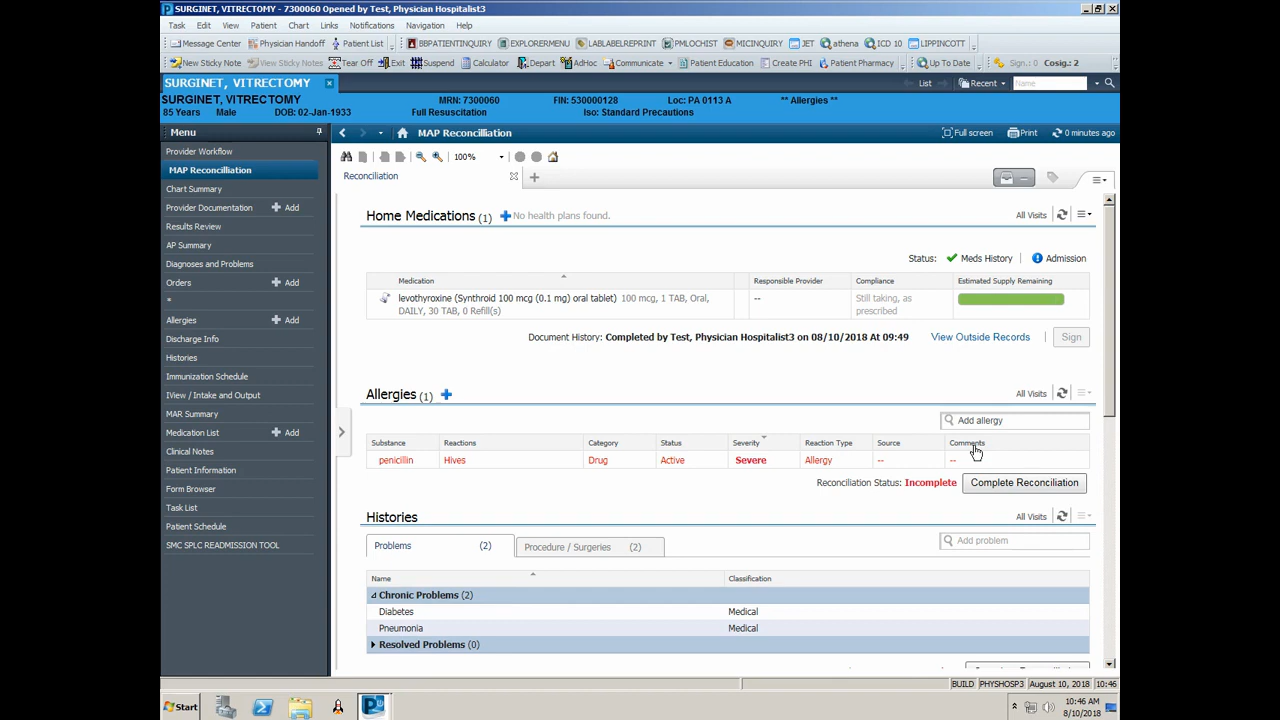 SURGINET, VITRECTOMY - 7300060 Opened by Test, Physician Hospitalist3
Task Edit View Patient Chart Links Notifications Navigation Help
Message Center Physician Handoff Patient List BBPATIENTINQUIRY EXPLORERMENU LABLABELREPRINT PMLOCHIST MICINQUIRY JET athena ICD 10 LIPPINCOTT
New Sticky Note View Sticky Notes Tear Off Exit Suspend Calculator Depart AdHoc Communicate Patient Education Create PHI Patient Pharmacy Up To Date Sign.: 0 Cosig.: 2
SURGINET, VITRECTOMY List Recent Name
SURGINET, VITRECTOMY MRN: 7300060 FIN: 530000128 Loc: PA 0113 A ** Allergies **
85 Years Male DOB: 02-Jan-1933 Full Resuscitation Iso: Standard Precautions
Menu MAP Reconcilliation Full screen Print 0 minutes ago
Provider Workflow
MAP Reconcilliation
Chart Summary
Provider Documentation Add
Results Review
AP Summary
Diagnoses and Problems
Orders Add
*
Allergies Add
Discharge Info
Histories
Immunization Schedule
IView / Intake and Output
MAR Summary
Medication List Add
Clinical Notes
Patient Information
Form Browser
Task List
Patient Schedule
SMC SPLC READMISSION TOOL
100%
Reconciliation
Home Medications (1) No health plans found. All Visits
Status: Meds History Admission
Medication Responsible Provider Compliance Estimated Supply Remaining
levothyroxine (Synthroid 100 mcg (0.1 mg) oral tablet) 100 mcg, 1 TAB, Oral, -- Still taking, as
DAILY, 30 TAB, 0 Refill(s) prescribed
Document History: Completed by Test, Physician Hospitalist3 on 08/10/2018 At 09:49 View Outside Records Sign
Allergies (1) All Visits
Add allergy
Substance Reactions Category Status Severity Reaction Type Source Comments
penicillin Hives Drug Active Severe Allergy -- --
Reconciliation Status: Incomplete Complete Reconciliation
Histories All Visits
Problems (2) Procedure / Surgeries (2) Add problem
Name Classification
Chronic Problems (2)
Diabetes Medical
Pneumonia Medical
Resolved Problems (0)
BUILD PHYSHOSP3 August 10, 2018 10:46
Start 10:46 AM
8/10/2018